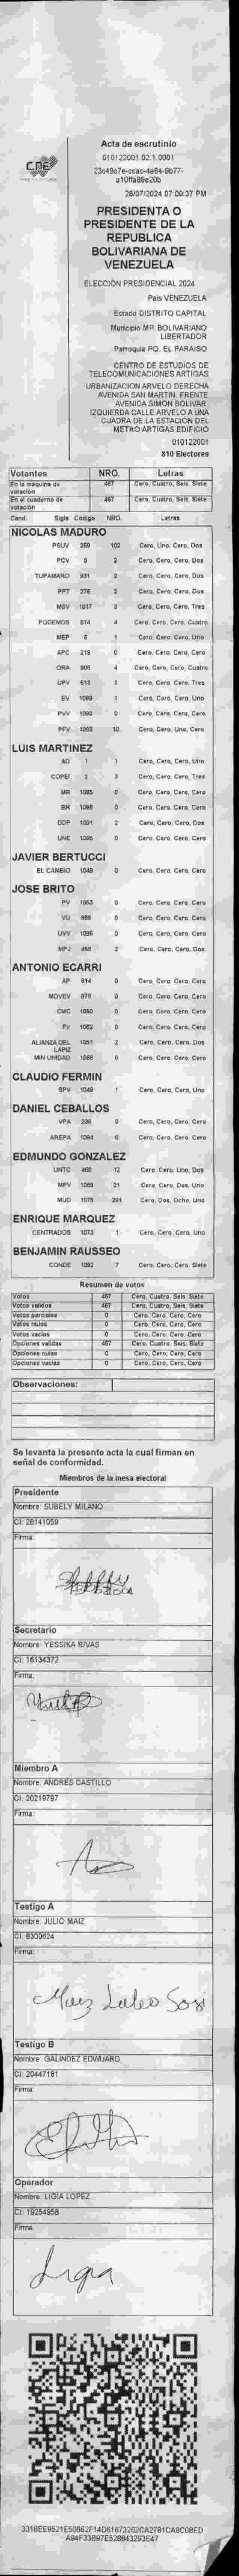 CNE
Acta de escrutinio
010122001.02.1.0001
23c49c7e-ccac-4a64-9b77-
a10ffa89e20b
28/07/2024 07:09:37 PM
PRESIDENTA O
PRESIDENTE DE LA
REPUBLICA
BOLIVARIANA DE
VENEZUELA
ELECCIÓN PRESIDENCIAL 2024
País VENEZUELA
Estado DISTRITO CAPITAL
Municipio MP. BOLIVARIANO
LIBERTADOR
Parroquia PQ. EL PARAISO
CENTRO DE ESTUDIOS DE
TELECOMUNICACIONES ARTIGAS
URBANIZACION ARVELO DERECHA
AVENIDA SAN MARTIN. FRENTE
AVENIDA SIMON BOLIVAR.
IZQUIERDA CALLE ARVELO A UNA
CUADRA DE LA ESTACION DEL
METRO ARTIGAS EDIFICIO
010122001
810 Electores
Votantes NRO. Letras
En la máquina de votación 467 Cero, Cuatro, Seis, Siete
En el cuaderno de votación 467 Cero, Cuatro, Seis, Siete
Cand. Sigla Código NRO. Letras
NICOLAS MADURO
PSUV 269 102 Cero, Uno, Cero, Dos
PCV 9 2 Cero, Cero, Cero, Dos
TUPAMARO 931 2 Cero, Cero, Cero, Dos
PPT 276 2 Cero, Cero, Cero, Dos
MSV 1017 3 Cero, Cero, Cero, Tres
PODEMOS 514 4 Cero, Cero, Cero, Cuatro
MEP 6 1 Cero, Cero, Cero, Uno
APC 219 0 Cero, Cero, Cero, Cero
ORA 906 4 Cero, Cero, Cero, Cuatro
UPV 613 3 Cero, Cero, Cero, Tres
EV 1089 1 Cero, Cero, Cero, Uno
PVV 1090 0 Cero, Cero, Cero, Cero
PFV 1093 10 Cero, Cero, Uno, Cero
LUIS MARTINEZ
AD 1 1 Cero, Cero, Cero, Uno
COPEI 2 3 Cero, Cero, Cero, Tres
MR 1085 0 Cero, Cero, Cero, Cero
BR 1086 0 Cero, Cero, Cero, Cero
DDP 1091 2 Cero, Cero, Cero, Dos
UNE 1095 0 Cero, Cero, Cero, Cero
JAVIER BERTUCCI
EL CAMBIO 1048 0 Cero, Cero, Cero, Cero
JOSE BRITO
PV 1053 0 Cero, Cero, Cero, Cero
VU 868 0 Cero, Cero, Cero, Cero
UVV 1096 0 Cero, Cero, Cero, Cero
MPJ 458 2 Cero, Cero, Cero, Dos
ANTONIO ECARRI
AP 914 0 Cero, Cero, Cero, Cero
MOVEV 875 0 Cero, Cero, Cero, Cero
CMC 1050 0 Cero, Cero, Cero, Cero
FV 1062 0 Cero, Cero, Cero, Cero
ALIANZA DEL LAPIZ 1051 2 Cero, Cero, Cero, Dos
MIN UNIDAD 1088 0 Cero, Cero, Cero, Cero
CLAUDIO FERMIN
SPV 1049 1 Cero, Cero, Cero, Uno
DANIEL CEBALLOS
VPA 238 0 Cero, Cero, Cero, Cero
AREPA 1094 0 Cero, Cero, Cero, Cero
EDMUNDO GONZALEZ
UNTC 460 12 Cero, Cero, Uno, Dos
MPV 1069 21 Cero, Cero, Dos, Uno
MUD 1075 281 Cero, Dos, Ocho, Uno
ENRIQUE MARQUEZ
CENTRADOS 1073 1 Cero, Cero, Cero, Uno
BENJAMIN RAUSSEO
CONDE 1092 7 Cero, Cero, Cero, Siete
Resumen de votos
Votos 467 Cero, Cuatro, Seis, Siete
Votos validos 467 Cero, Cuatro, Seis, Siete
Votos parciales 0 Cero, Cero, Cero, Cero
Votos nulos 0 Cero, Cero, Cero, Cero
Votos vacios 0 Cero, Cero, Cero, Cero
Opciones validas 467 Cero, Cuatro, Seis, Siete
Opciones nulas 0 Cero, Cero, Cero, Cero
Opciones vacias 0 Cero, Cero, Cero, Cero
Observaciones:
Se levanta la presente acta la cual firman en
señal de conformidad.
Miembros de la mesa electoral
Presidente
Nombre: SUBELY MILANO
CI: 28141059
Firma:
Secretario
Nombre: YESSIKA RIVAS
CI: 16134372
Firma:
Miembro A
Nombre: ANDRES CASTILLO
CI: 20219797
Firma:
Testigo A
Nombre: JULIO MAIZ
CI: 6300624
Firma:
Testigo B
Nombre: GALINDEZ EDWUARD
CI: 20447161
Firma:
Operador
Nombre: LIGIA LOPEZ
CI: 19254956
Firma:
Ligia
3318EE9521E50862F14D61673262CA2781CA9C08ED
A94F33B97E528843293E47